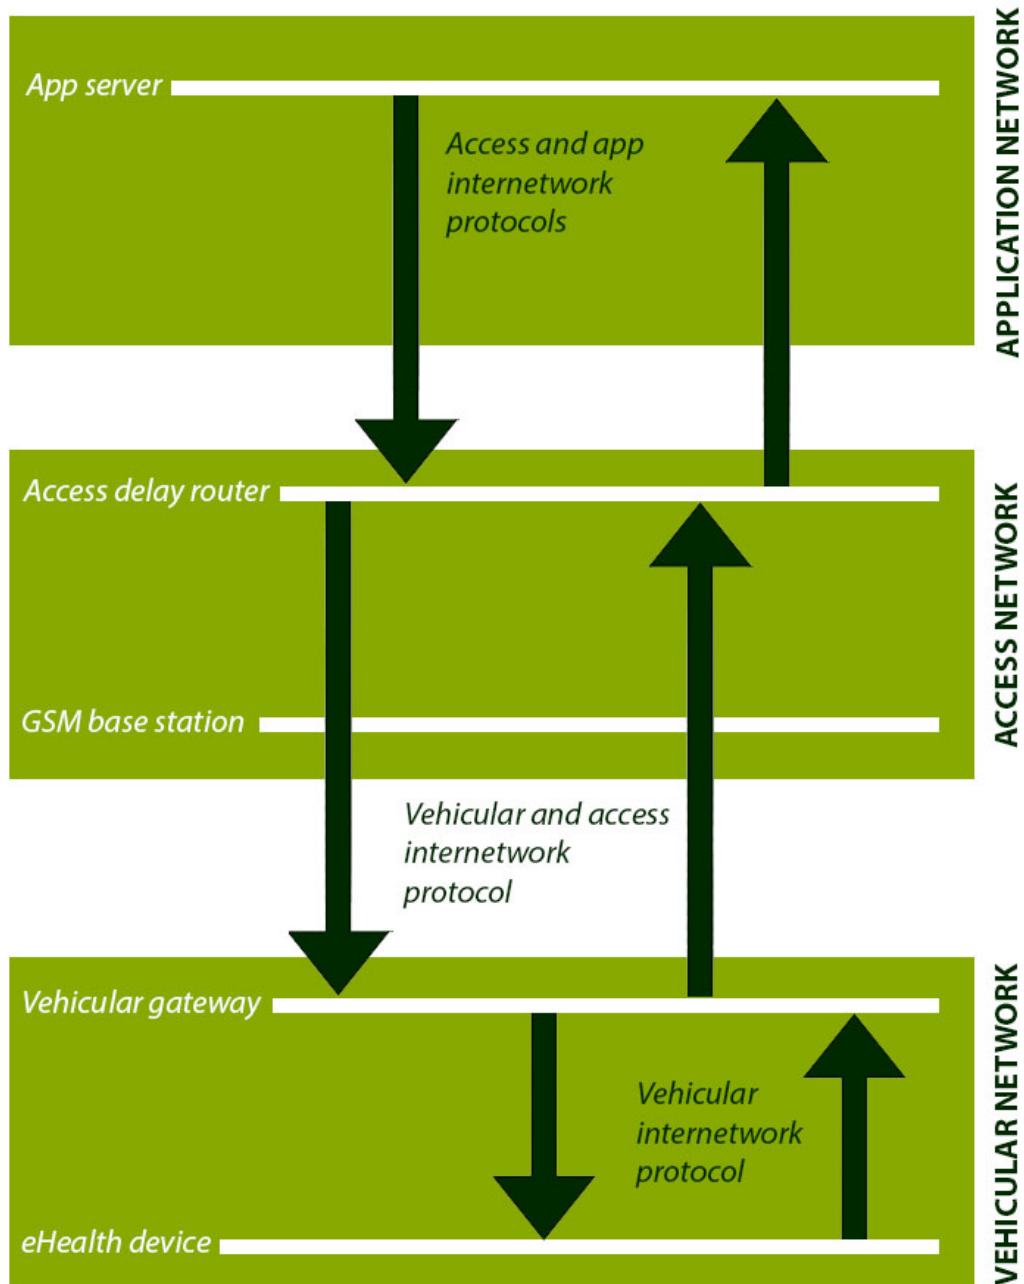 App server
Access and app
internetwork
protocols
APPLICATION NETWORK
Access delay router
GSM base station
ACCESS NETWORK
Vehicular and access
internetwork
protocol
Vehicular gateway
Vehicular
internetwork
protocol
eHealth device
VEHICULAR NETWORK